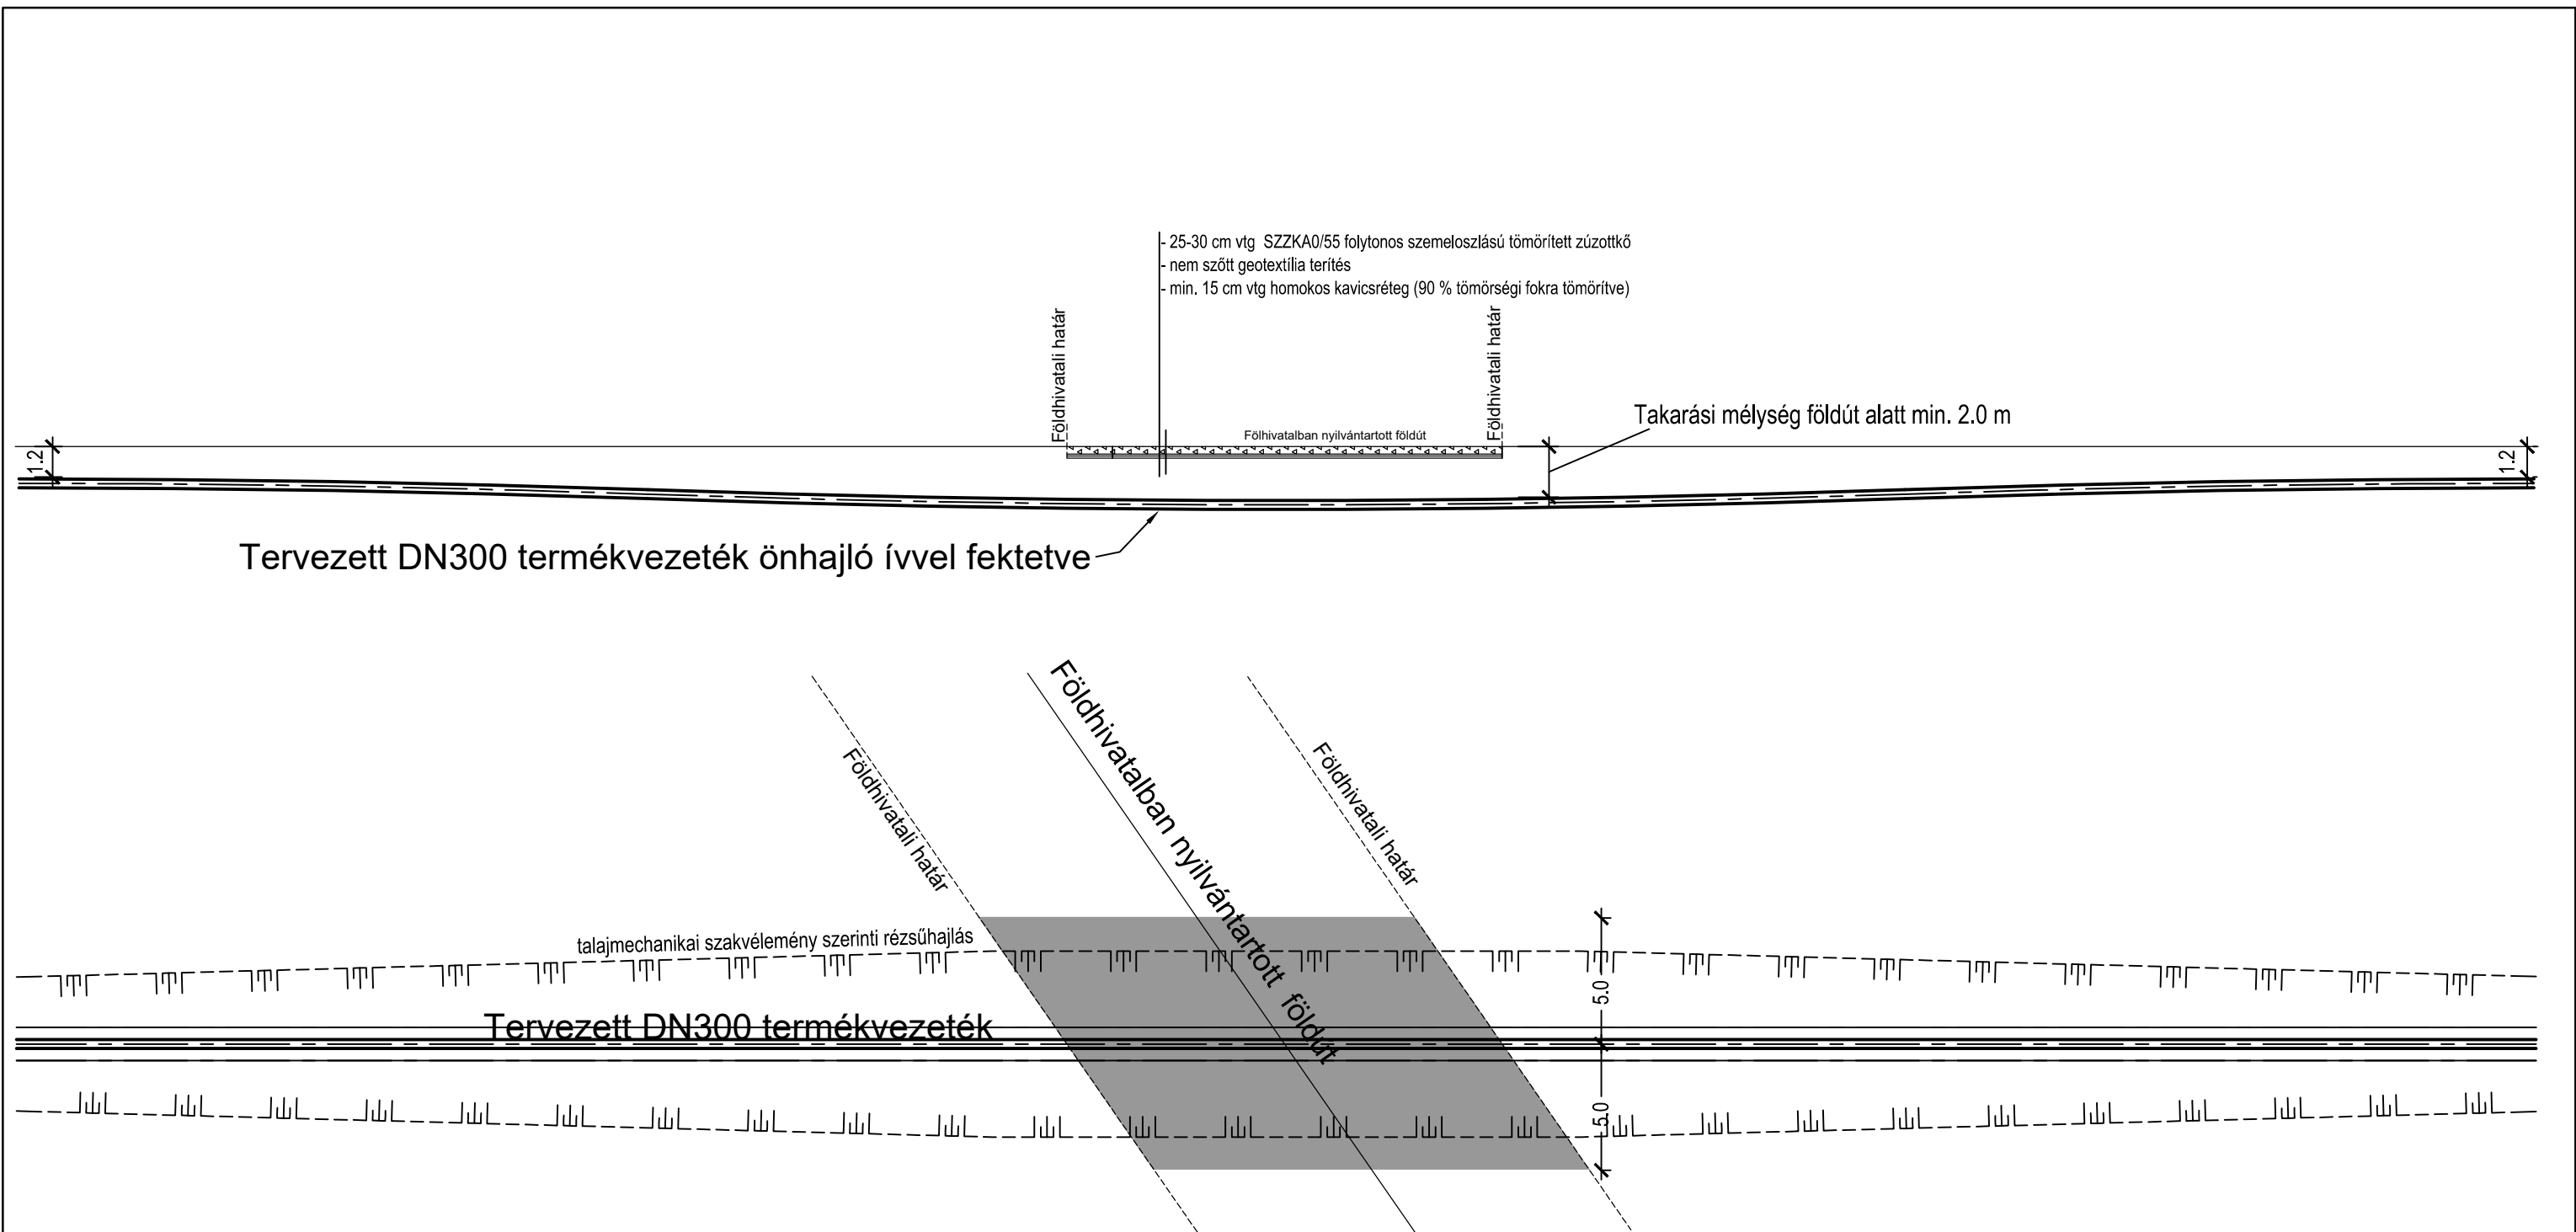 - 25-30 cm vtg SZZKA0/55 folytonos szemeloszlású tömörített zúzottkő
- nem szőtt geotextília terítés
- min. 15 cm vtg homokos kavicsréteg (90 % tömörségi fokra tömörítve)
Földhivatali határ
Földhivatali határ
Takarási mélység földút alatt min. 2.0 m
Fölhivatalban nyilvántartott földút
1.2
1.2
Tervezett DN300 termékvezeték önhajló ívvel fektetve
Földhivatalban nyilvántartott földút
Földhivatali határ
Földhivatali határ
talajmechanikai szakvélemény szerinti rézsűhajlás
5.0
Tervezett DN300 termékvezeték
5.0